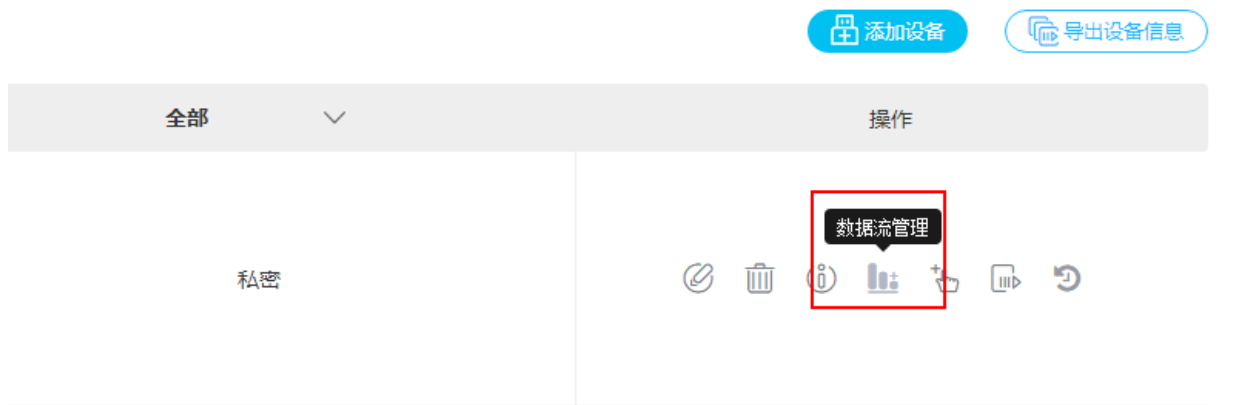 添加设备
导出设备信息
全部
操作
数据流管理
私密